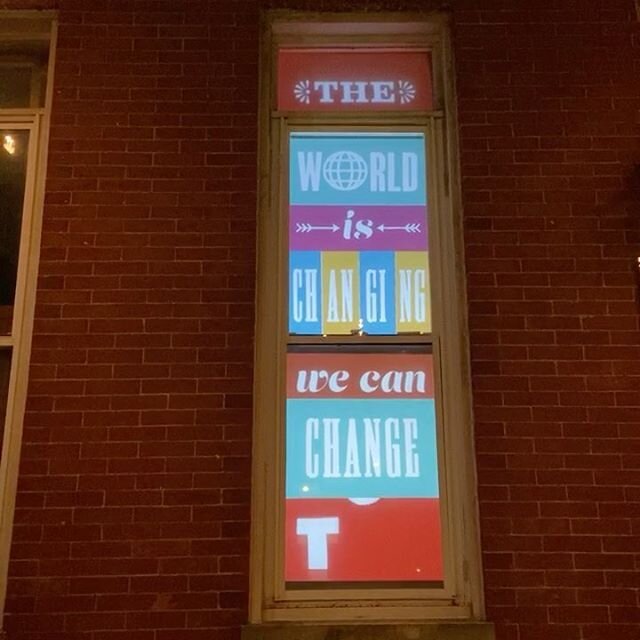 THE
WORLD
is
CHANGING
we can
CHANGE
T